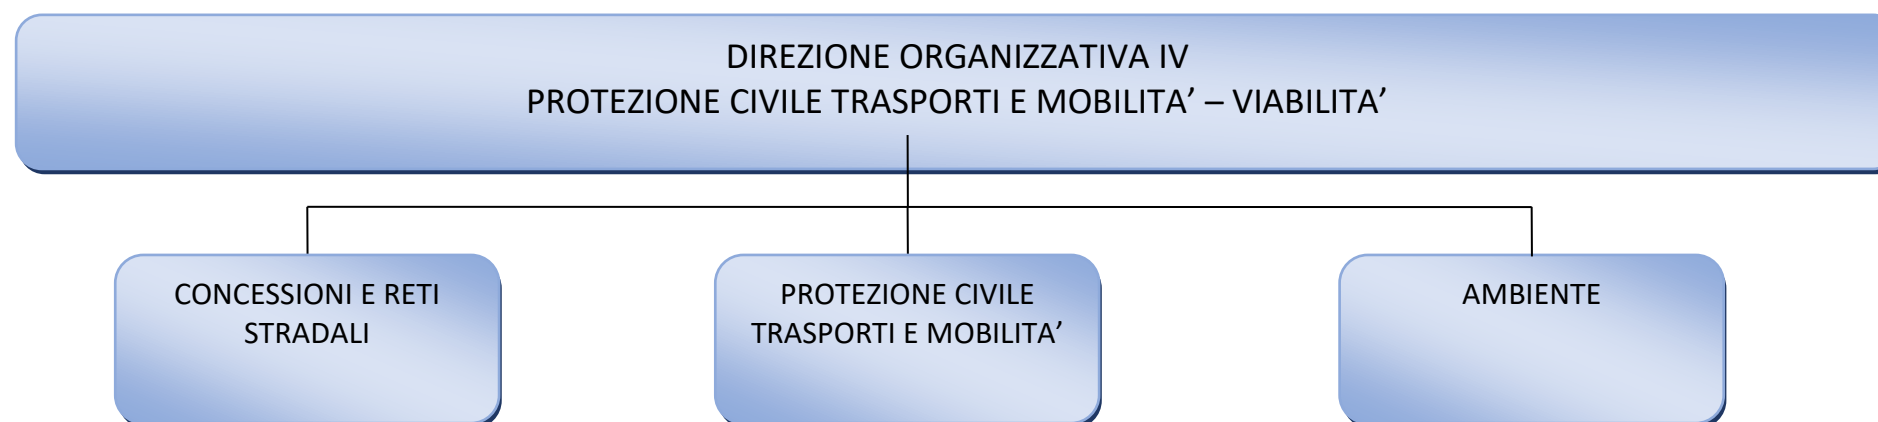 DIREZIONE ORGANIZZATIVA IV
PROTEZIONE CIVILE TRASPORTI E MOBILITA’ – VIABILITA’
CONCESSIONI E RETI
STRADALI
PROTEZIONE CIVILE
TRASPORTI E MOBILITA’
AMBIENTE